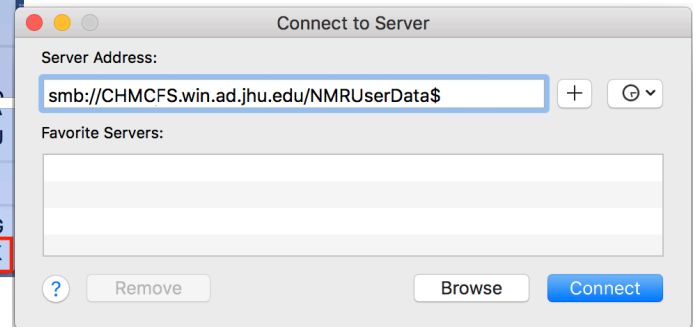 Connect to Server
Server Address:
smb://CHMCFS.win.ad.jhu.edu/NMRUserData$
+
Favorite Servers:
? Remove Browse Connect